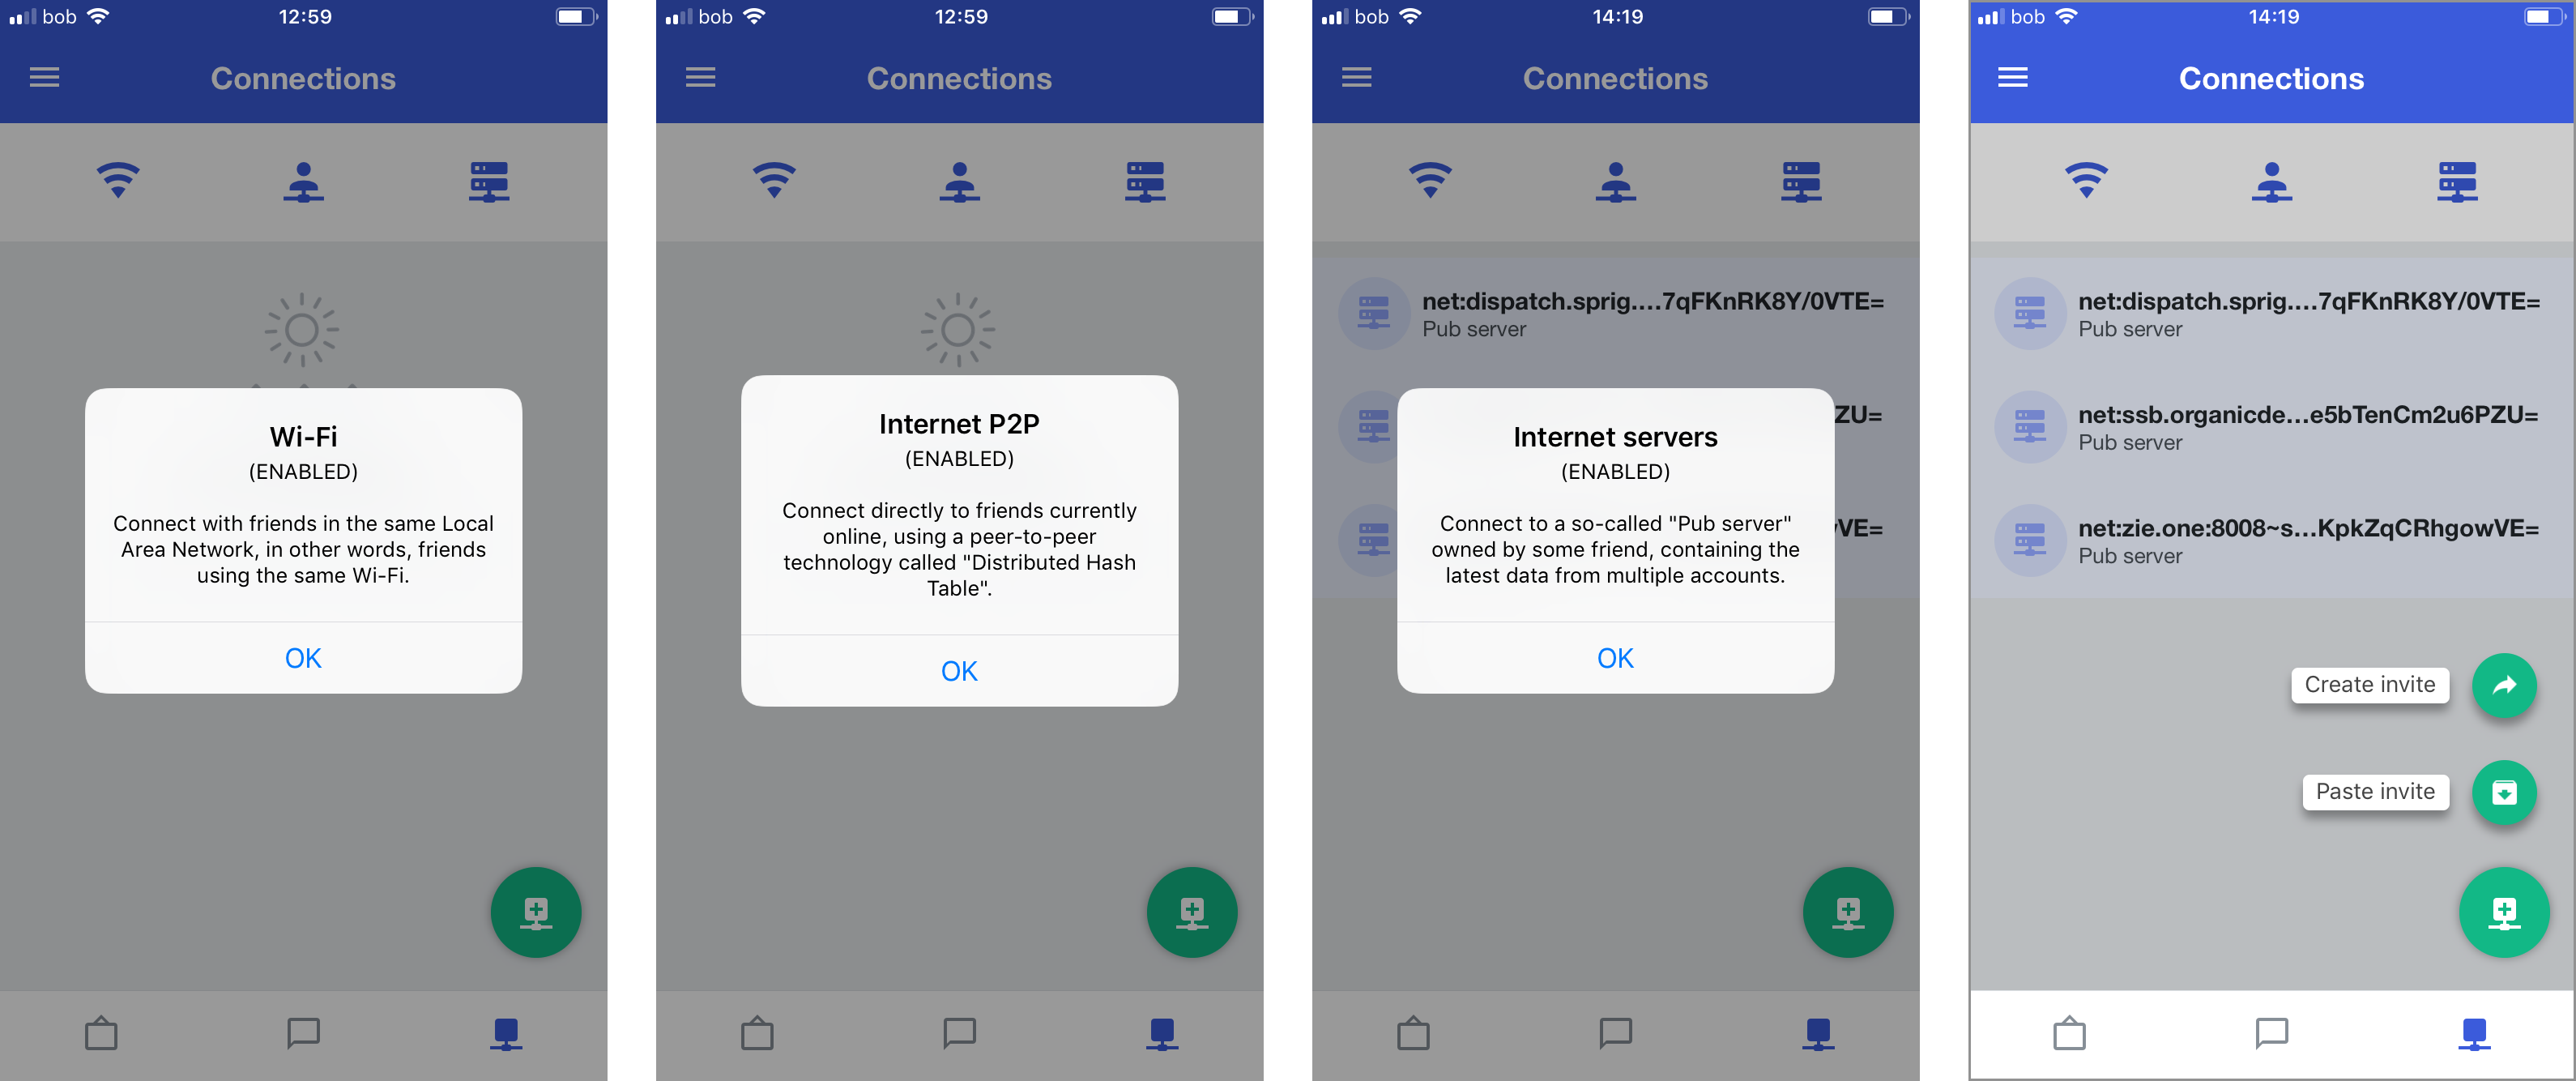 bob 12:59
Connections
Wi-Fi
(ENABLED)
Connect with friends in the same Local
Area Network, in other words, friends
using the same Wi-Fi.
OK
bob 12:59
Connections
Internet P2P
(ENABLED)
Connect directly to friends currently
online, using a peer-to-peer
technology called "Distributed Hash
Table".
OK
bob 14:19
Connections
net:dispatch.sprig....7qFKnRK8Y/0VTE=
Pub server
ZU=
VE=
Internet servers
(ENABLED)
Connect to a so-called "Pub server"
owned by some friend, containing the
latest data from multiple accounts.
OK
bob 14:19
Connections
net:dispatch.sprig....7qFKnRK8Y/0VTE=
Pub server
net:ssb.organicde...e5bTenCm2u6PZU=
Pub server
net:zie.one:8008~s...KpkZqCRhgowVE=
Pub server
Create invite
Paste invite